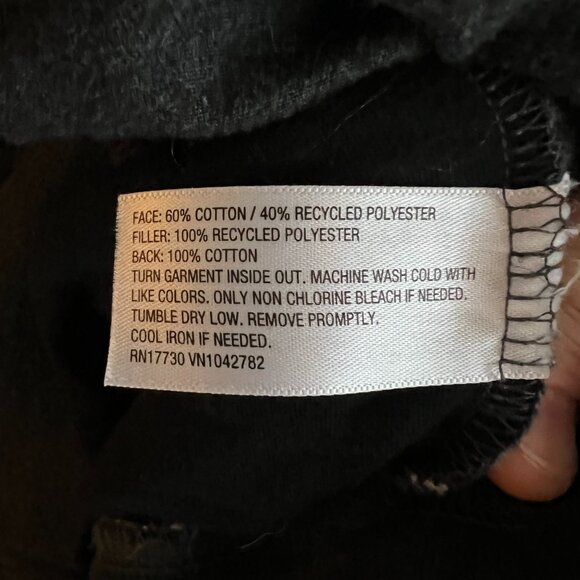 FACE: 60% COTTON / 40% RECYCLED POLYESTER
FILLER: 100% RECYCLED POLYESTER
BACK: 100% COTTON
TURN GARMENT INSIDE OUT. MACHINE WASH COLD WITH
LIKE COLORS. ONLY NON CHLORINE BLEACH IF NEEDED.
TUMBLE DRY LOW. REMOVE PROMPTLY.
COOL IRON IF NEEDED.
RN17730 VN1042782